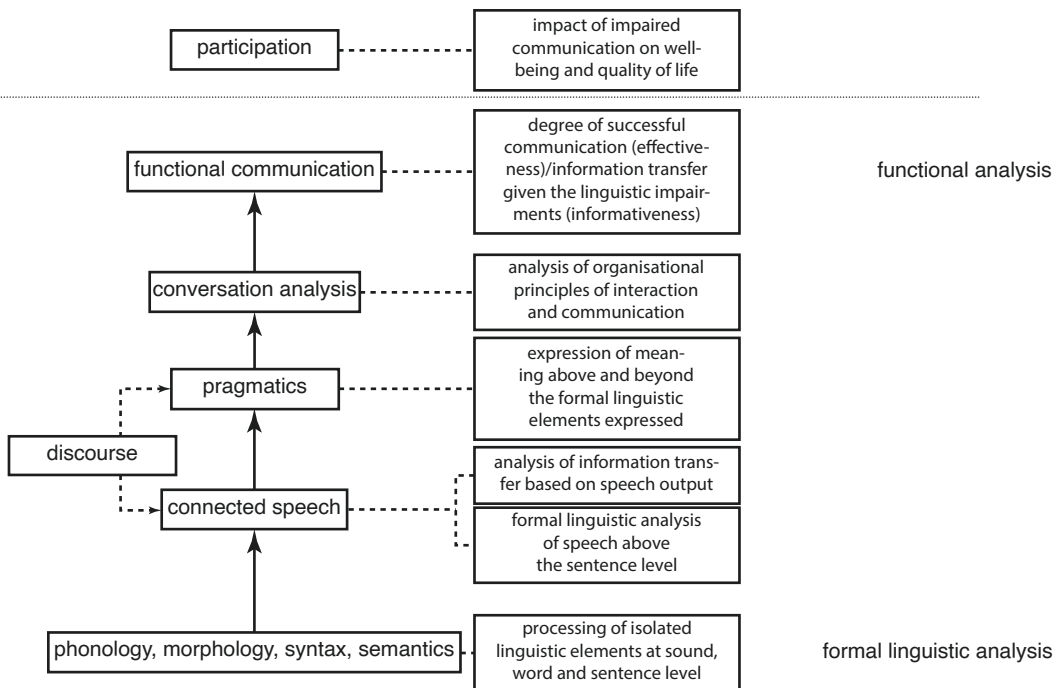 participation
impact of impaired
communication on well-
being and quality of life
functional communication
degree of successful
communication (effective-
ness)/information transfer
given the linguistic impair-
ments (informativeness)
functional analysis
conversation analysis
analysis of organisational
principles of interaction
and communication
pragmatics
expression of mean-
ing above and beyond
the formal linguistic
elements expressed
discourse
connected speech
analysis of information trans-
fer based on speech output
formal linguistic analysis
of speech above
the sentence level
phonology, morphology, syntax, semantics
processing of isolated
linguistic elements at sound,
word and sentence level
formal linguistic analysis